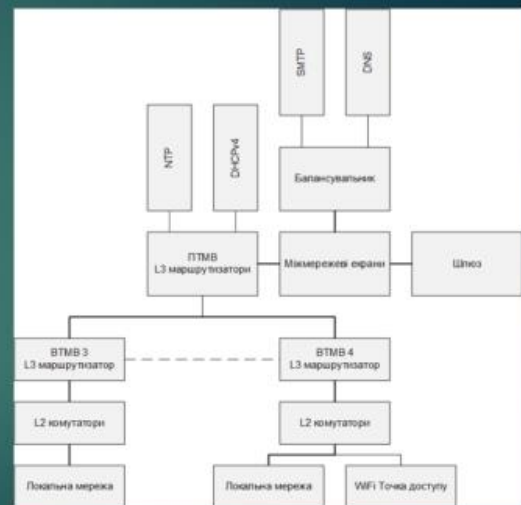 SMTP
DNS
NTP
DHCPv4
Балансувальник
ПТМВ
L3 маршрутизатори
Міжмережеві екрани
Шлюз
ВТМВ 3
L3 маршрутизатор
ВТМВ 4
L3 маршрутизатор
L2 комутатори
L2 комутатори
Локальна мережа
Локальна мережа
WiFi Точка доступу